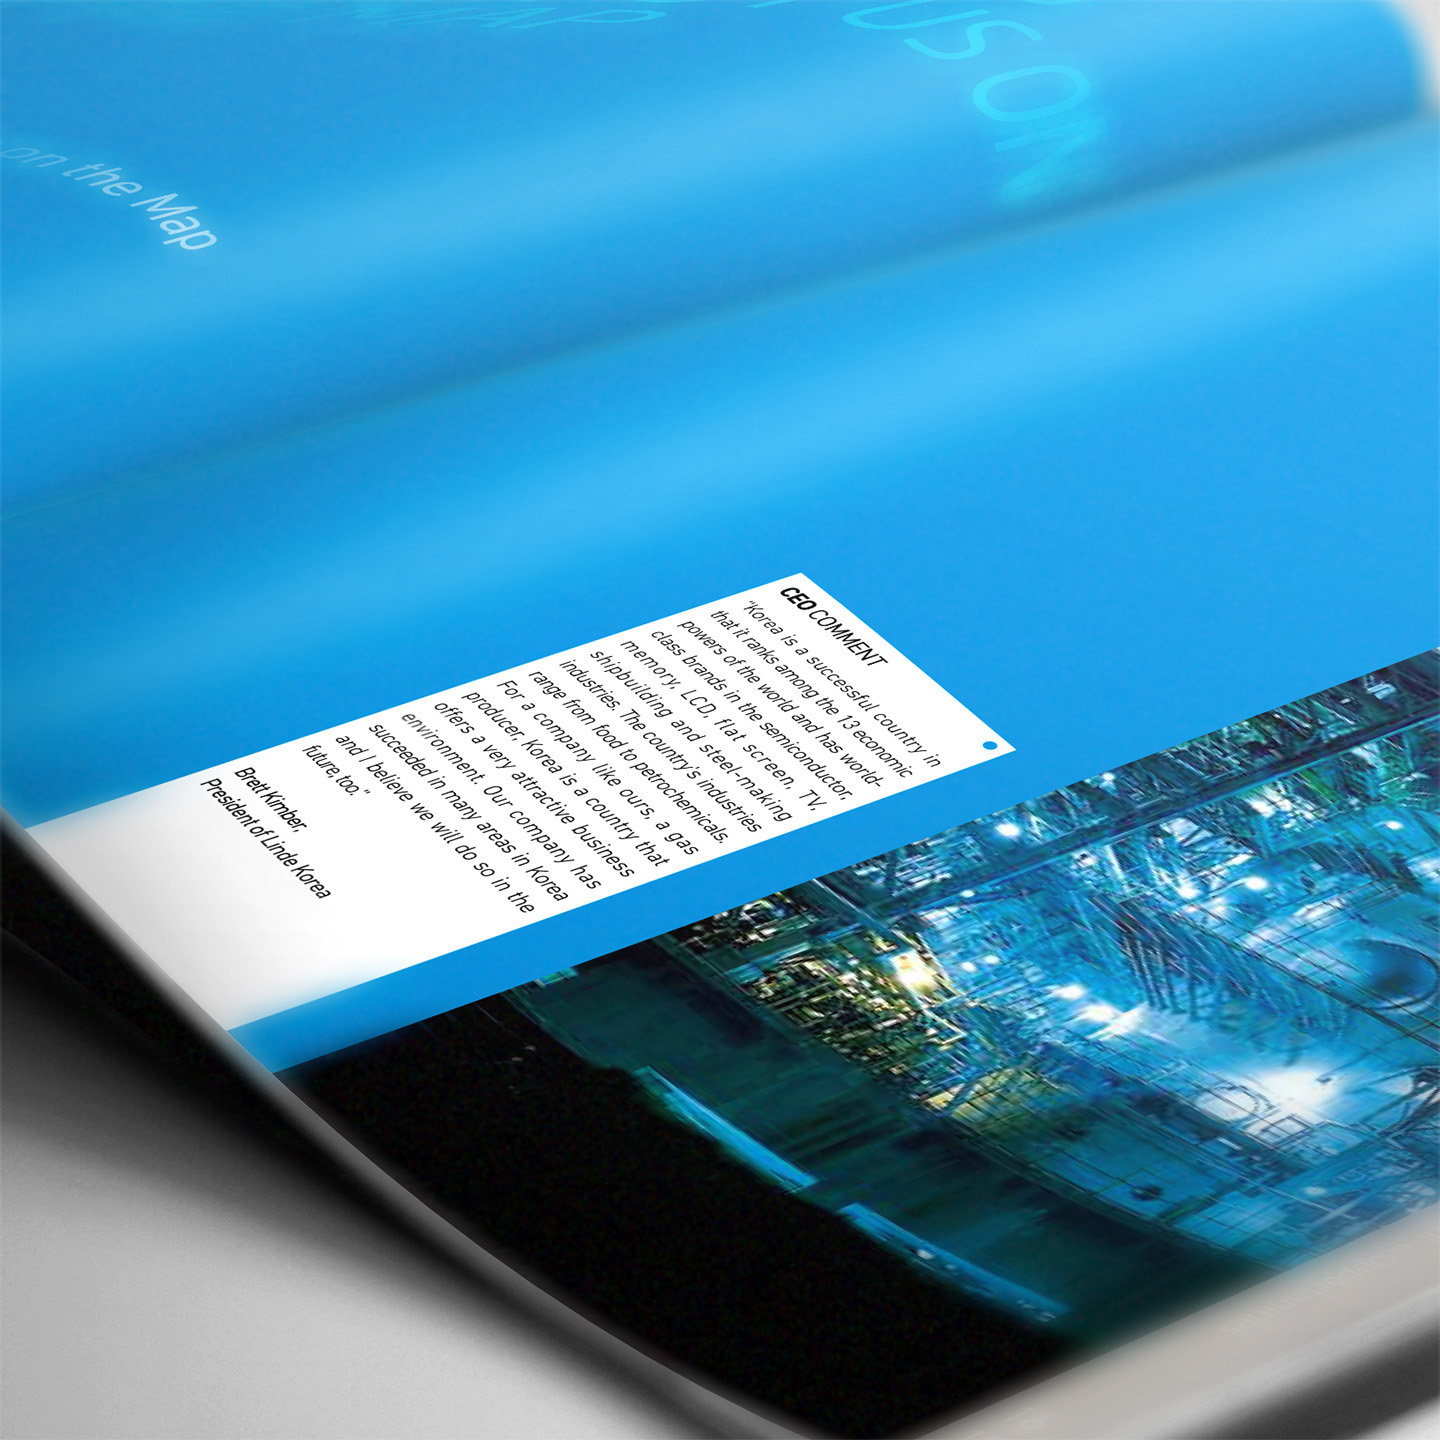 US ON
MAP
on the Map
CEO COMMENT
"Korea is a successful country in
that it ranks among the 13 economic
powers of the world and has world-
class brands in the semiconductor,
memory, LCD, flat screen, TV,
shipbuilding and steel-making
industries. The country's industries
range from food to petrochemicals.
For a company like ours, a gas
producer, Korea is a country that
offers a very attractive business
environment. Our company has
succeeded in many areas in Korea
and I believe we will do so in the
future, too."
Brett Kimber,
President of Linde Korea